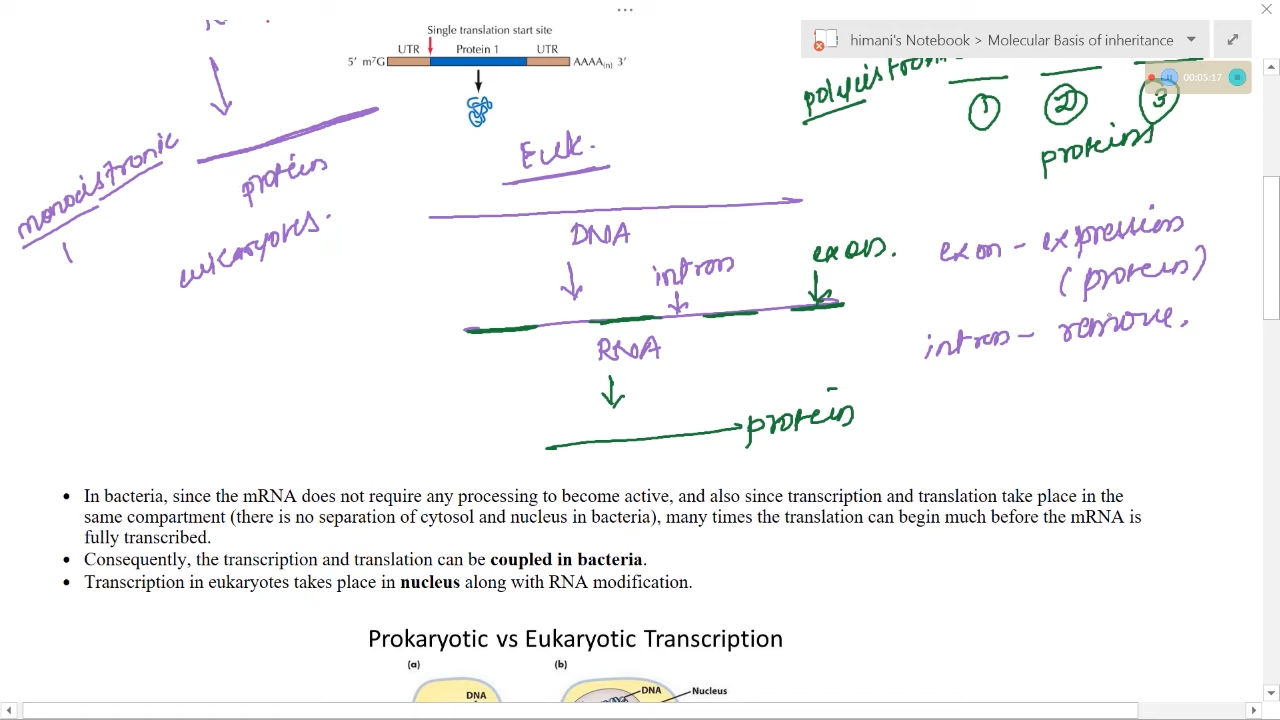 himani's Notebook > Molecular Basis of inheritance
00:05:17
Single translation start site
UTR Protein 1 UTR
5' m7G AAAA(n) 3'
polycistronic
① ② ③
proteins
monocistronic
1
protein
eukaryotes.
Euk.
DNA
intron
exons.
RNA
protein
exon - expression
(protein)
intron - remove.
• In bacteria, since the mRNA does not require any processing to become active, and also since transcription and translation take place in the
same compartment (there is no separation of cytosol and nucleus in bacteria), many times the translation can begin much before the mRNA is
fully transcribed.
• Consequently, the transcription and translation can be coupled in bacteria.
• Transcription in eukaryotes takes place in nucleus along with RNA modification.
Prokaryotic vs Eukaryotic Transcription
(a) (b)
DNA DNA Nucleus